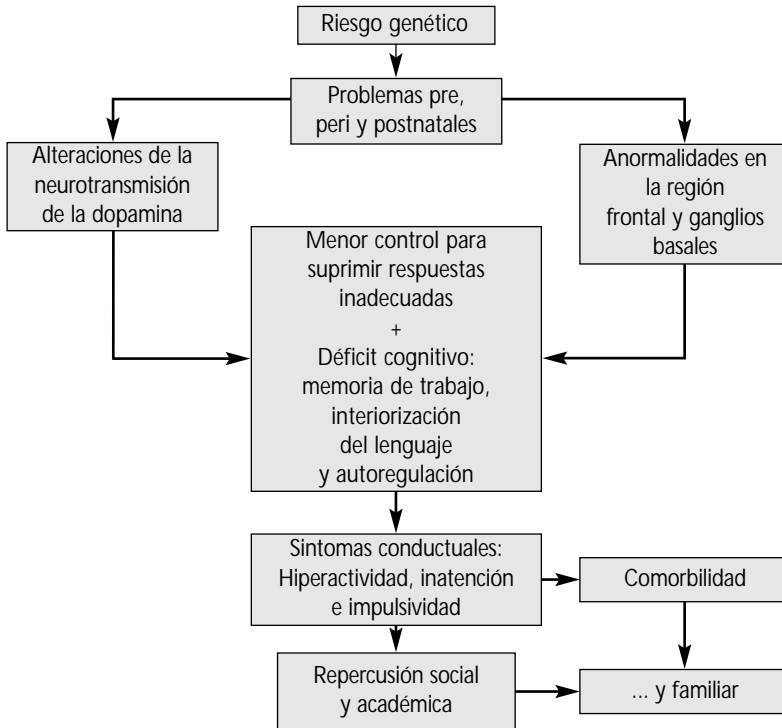 Riesgo genético
Problemas pre,
peri y postnatales
Alteraciones de la
neurotransmisión
de la dopamina
Anormalidades en
la región
frontal y ganglios
basales
Menor control para
suprimir respuestas
inadecuadas
+
Déficit cognitivo:
memoria de trabajo,
interiorización
del lenguaje
y autoregulación
Sintomas conductuales:
Hiperactividad, inatención
e impulsividad
Comorbilidad
Repercusión social
y académica
... y familiar